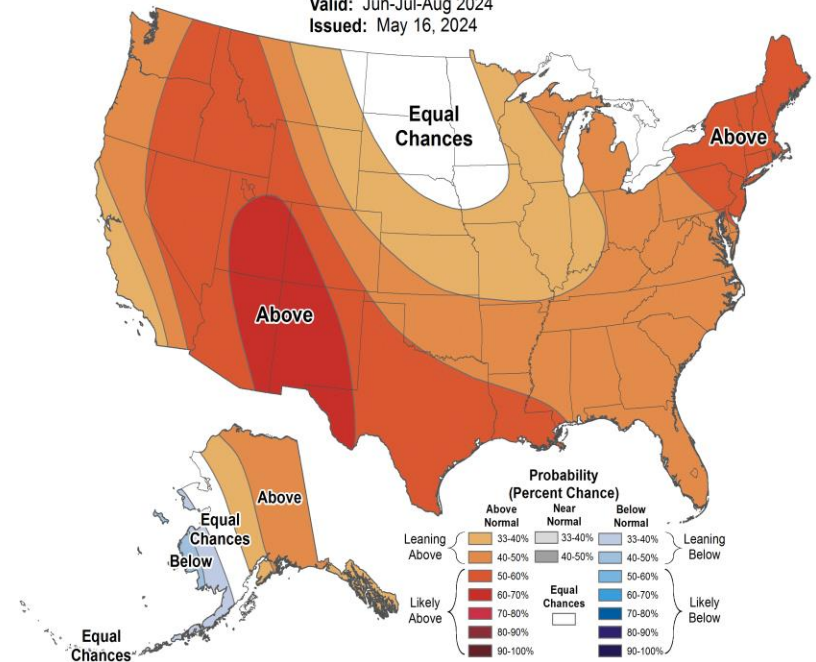 Valid: Jun-Jul-Aug 2024
Issued: May 16, 2024
Equal
Chances
Above
Above
Above
Equal
Chances
Below
Equal
Chances
Probability
(Percent Chance)
Above
Normal
Near
Normal
Below
Normal
Leaning
Above
33-40%
33-40%
33-40%
Leaning
Below
40-50%
40-50%
40-50%
50-60%
50-60%
Likely
Above
60-70%
Equal
Chances
60-70%
Likely
Below
70-80%
70-80%
80-90%
80-90%
90-100%
90-100%